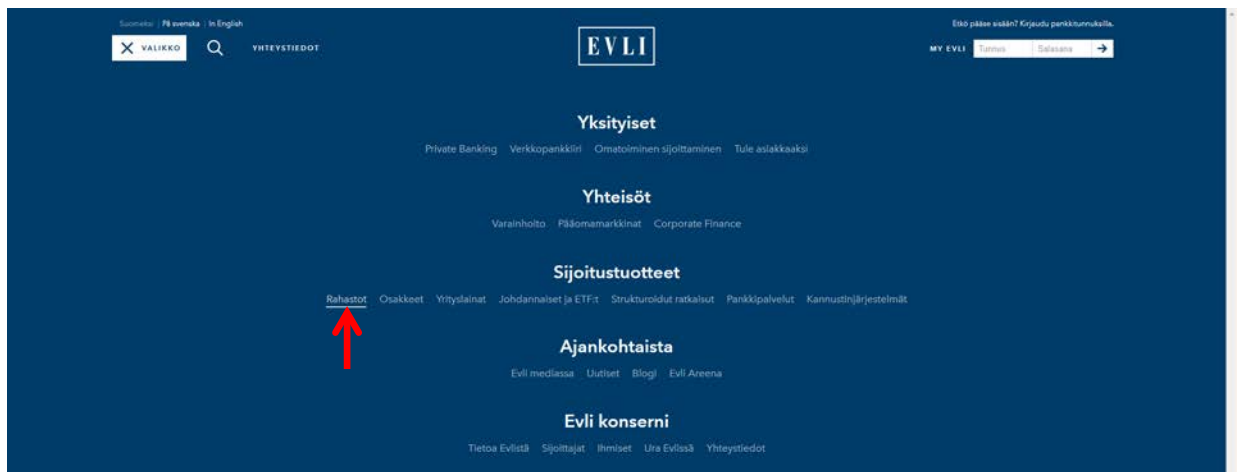 Suomeksi | På svenska | In English
Etkö pääse sisään? Kirjaudu pankkitunnuksilla.
VALIKKO YHTEYSTIEDOT
EVLI
MY EVLI Tunnus Salasana
Yksityiset
Private Banking Verkkopankkiiri Omatoiminen sijoittaminen Tule asiakkaaksi
Yhteisöt
Varainhoito Pääomamarkkinat Corporate Finance
Sijoitustuotteet
Rahastot Osakkeet Yrityslainat Johdannaiset ja ETF:t Strukturoidut ratkaisut Pankkipalvelut Kannustinjärjestelmät
Ajankohtaista
Evli mediassa Uutiset Blogi Evli Areena
Evli konserni
Tietoa Evlistä Sijoittajat Ihmiset Ura Evlissä Yhteystiedot